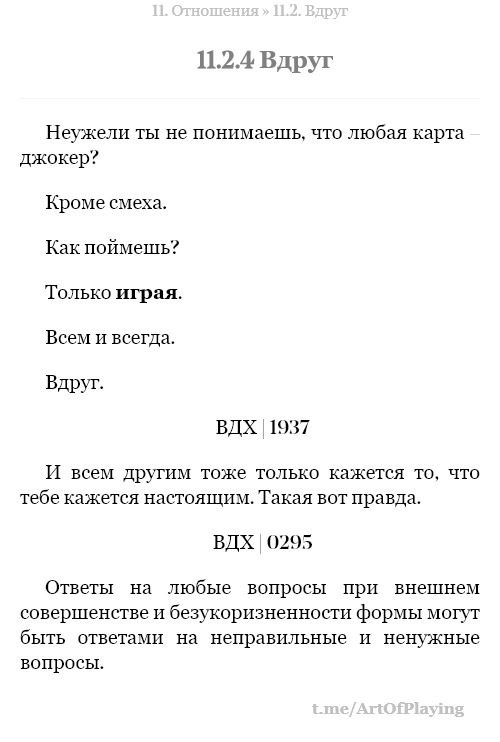 11. Отношения » 11.2. Вдруг
11.2.4 Вдруг
Неужели ты не понимаешь, что любая карта –
джокер?
Кроме смеха.
Как поймешь?
Только играя.
Всем и всегда.
Вдруг.
ВДХ | 1937
И всем другим тоже только кажется то, что
тебе кажется настоящим. Такая вот правда.
ВДХ | 0295
Ответы на любые вопросы при внешнем
совершенстве и безукоризненности формы могут
быть ответами на неправильные и ненужные
вопросы.
t.me/ArtOfPlaying